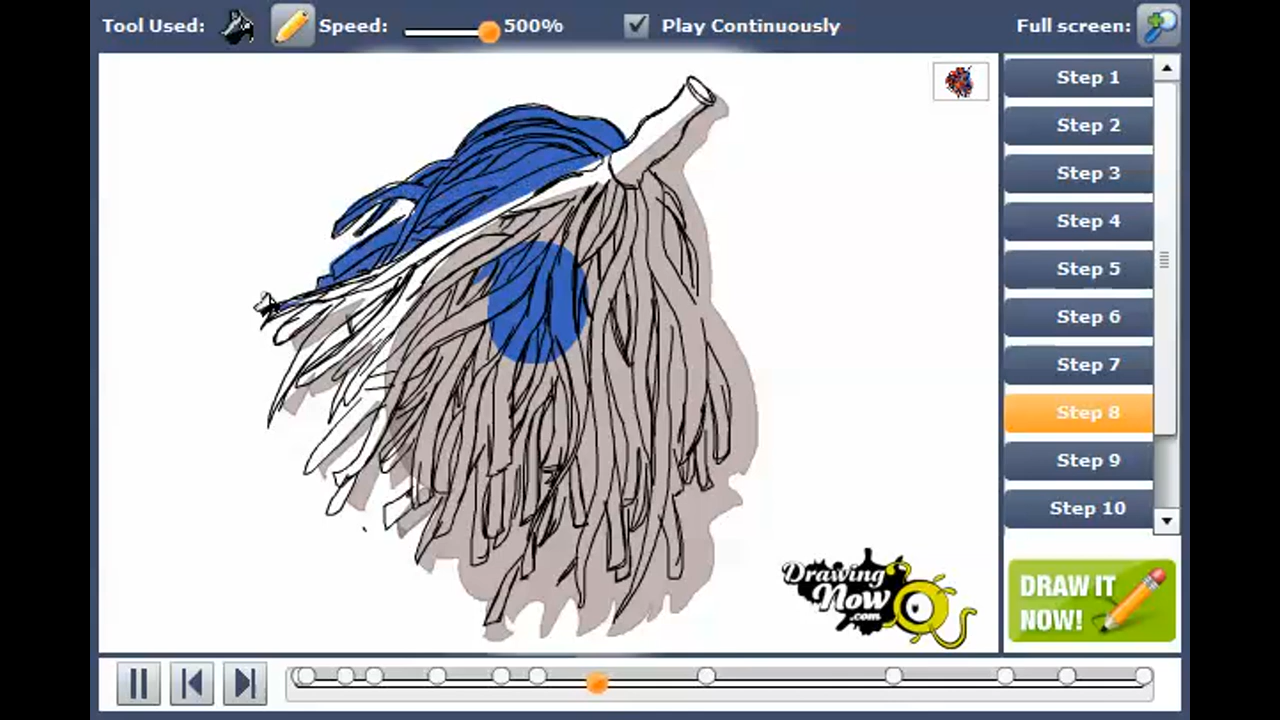 Tool Used: Speed: 500% Play Continuously Full screen:
Step 1
Step 2
Step 3
Step 4
Step 5
Step 6
Step 7
Step 8
Step 9
Step 10
DRAW IT
NOW!
Drawing
Now
.com